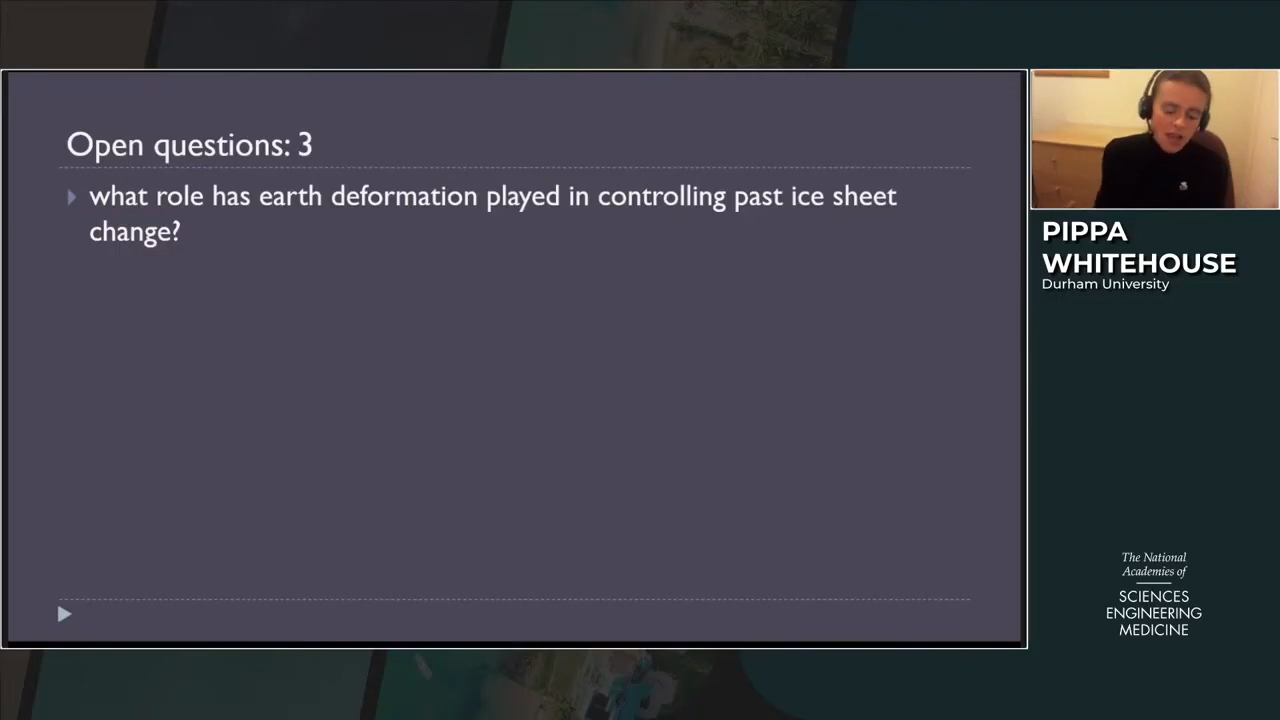 Open questions: 3
what role has earth deformation played in controlling past ice sheet
change?
PIPPA
WHITEHOUSE
Durham University
The National
Academies of
SCIENCES
ENGINEERING
MEDICINE